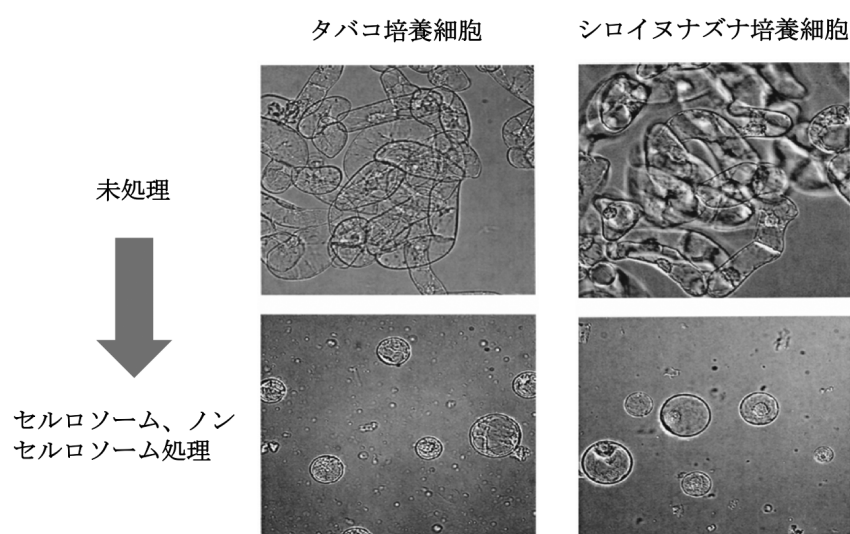 タバコ培養細胞
シロイヌナズナ培養細胞
未処理
セルロソーム、ノン
セルロソーム処理